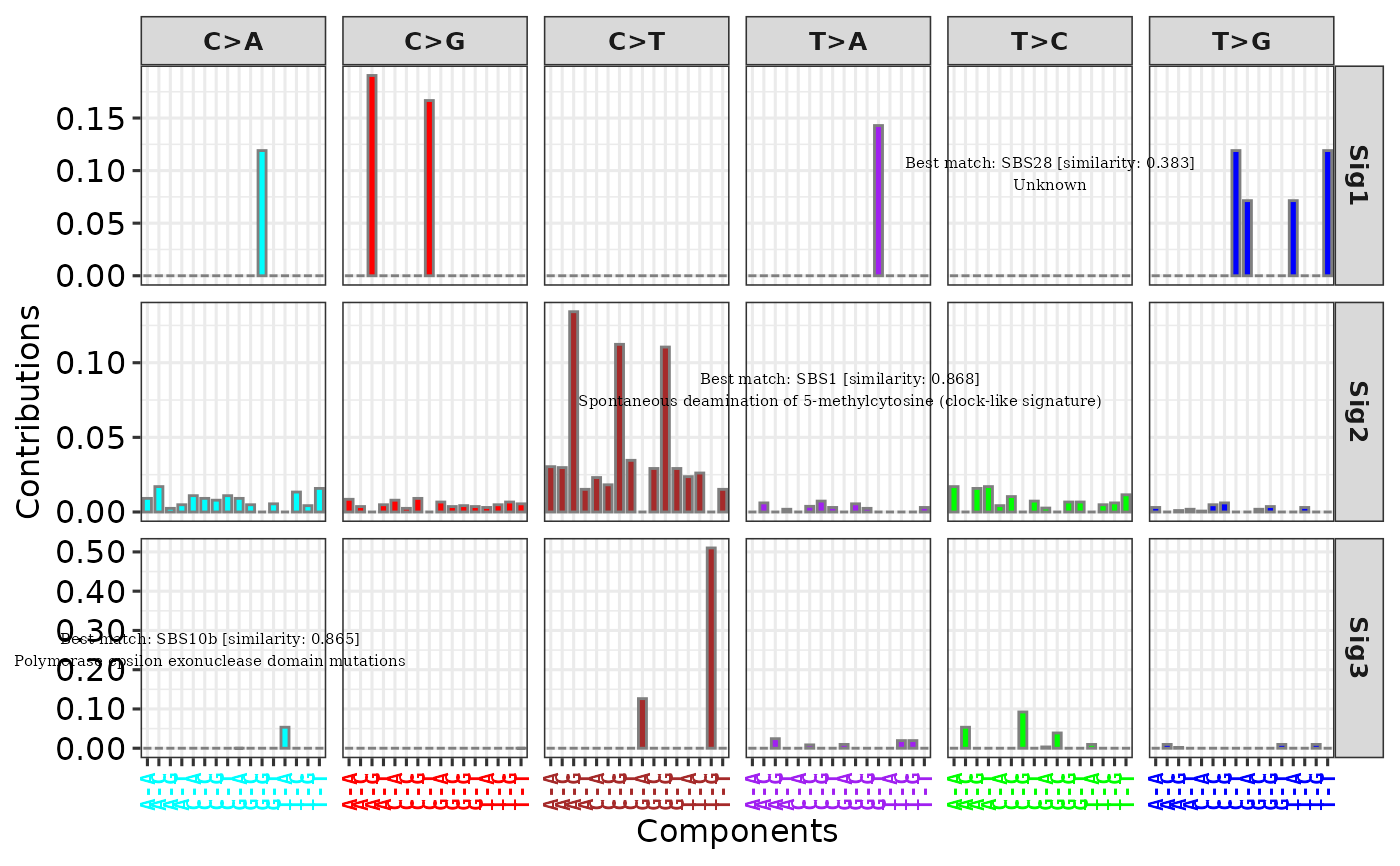 C>A C>G C>T T>A T>C T>G
0.15
0.10
0.05
0.00
Best match: SBS28 [similarity: 0.383]
Unknown
Sig1
0.10
0.05
0.00
Best match: SBS1 [similarity: 0.868]
Spontaneous deamination of 5-methylcytosine (clock-like signature)
Sig2
0.50
0.40
0.30
0.20
0.10
0.00
Best match: SBS10b [similarity: 0.865]
Polymerase epsilon exonuclease domain mutations
Sig3
Contributions
Components